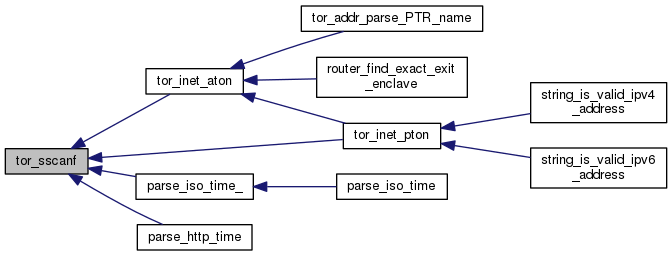 tor_addr_parse_PTR_name
tor_inet_aton
router_find_exact_exit
_enclave
string_is_valid_ipv4
_address
tor_inet_pton
tor_sscanf
string_is_valid_ipv6
_address
parse_iso_time_
parse_iso_time
parse_http_time